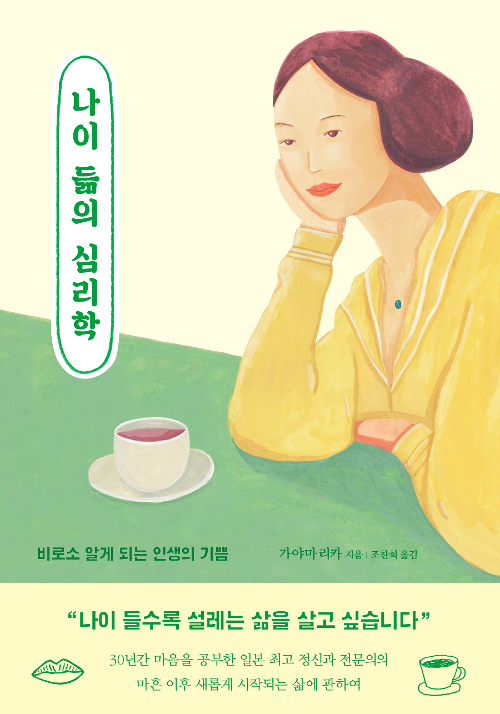 나이 듦의 심리학
비로소 알게 되는 인생의 기쁨
가야마 리카 지음 | 조찬희 옮김
“나이 들수록 설레는 삶을 살고 싶습니다”
30년간 마음을 공부한 일본 최고 정신과 전문의의
마흔 이후 새롭게 시작되는 삶에 관하여